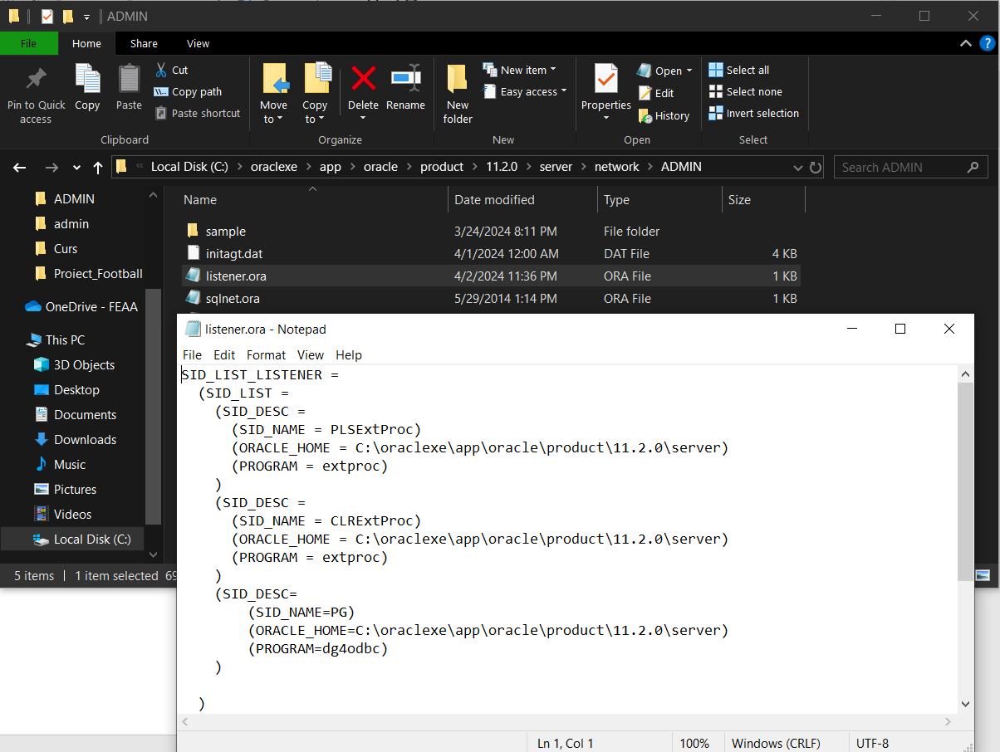 ADMIN
File Home Share View
Pin to Quick access
Copy
Paste
Cut
Copy path
Paste shortcut
Clipboard
Move to
Copy to
Delete
Rename
Organize
New folder
New item
Easy access
New
Properties
Open
Edit
History
Open
Select all
Select none
Invert selection
Select
« Local Disk (C:) > oraclexe > app > oracle > product > 11.2.0 > server > network > ADMIN
Search ADMIN
ADMIN
admin
Curs
Proiect_Football
OneDrive - FEAA
This PC
3D Objects
Desktop
Documents
Downloads
Music
Pictures
Videos
Local Disk (C:)
Name Date modified Type Size
sample 3/24/2024 8:11 PM File folder
initagt.dat 4/1/2024 12:00 AM DAT File 4 KB
listener.ora 4/2/2024 11:36 PM ORA File 1 KB
sqlnet.ora 5/29/2014 1:14 PM ORA File 1 KB
5 items 1 item selected 69
listener.ora - Notepad
File Edit Format View Help
SID_LIST_LISTENER =
(SID_LIST =
(SID_DESC =
(SID_NAME = PLSExtProc)
(ORACLE_HOME = C:\oraclexe\app\oracle\product\11.2.0\server)
(PROGRAM = extproc)
)
(SID_DESC =
(SID_NAME = CLRExtProc)
(ORACLE_HOME = C:\oraclexe\app\oracle\product\11.2.0\server)
(PROGRAM = extproc)
)
(SID_DESC=
(SID_NAME=PG)
(ORACLE_HOME=C:\oraclexe\app\oracle\product\11.2.0\server)
(PROGRAM=dg4odbc)
)
)
Ln 1, Col 1 100% Windows (CRLF) UTF-8